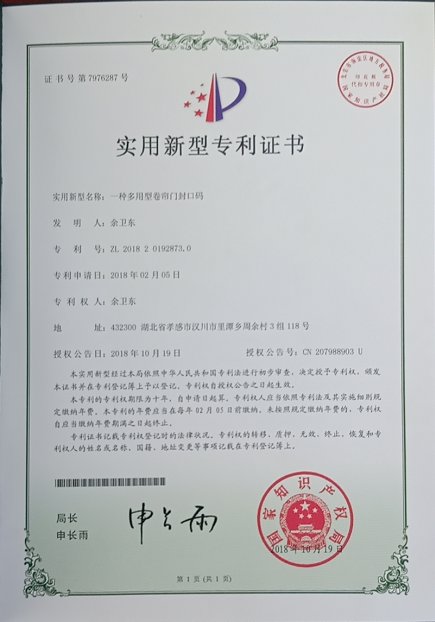 证书号第7976287号
印花税
代扣专用章
实用新型专利证书
实用新型名称：一种多用型卷帘门封口码
发明人：余卫东
专利号：ZL 2018 2 0192873.0
专利申请日：2018年02月05日
专利权人：余卫东
地址：432300 湖北省孝感市汉川市里潭乡周余村3组118号
授权公告日：2018年10月19日 授权公告号：CN 207988903 U
本实用新型经过本局依照中华人民共和国专利法进行初步审查，决定授予专利权，颁发
本证书并在专利登记簿上予以登记，专利权自授权公告之日起生效。
本专利的专利权期限为十年，自申请日起算。专利权人应当依照专利法及其实施细则规
定缴纳年费。本专利的年费应当在每年02月05日前缴纳。未按照规定缴纳年费的，专利权
自应当缴纳年费期满之日起终止。
专利证书记载专利权登记时的法律状况。专利权的转移、质押、无效、终止、恢复和专
利权人的姓名或名称、国籍、地址变更等事项记载在专利登记簿上。
局长
申长雨
申长雨
国家知识产权局
2018年10月19日
第 1 页 (共 1 页)